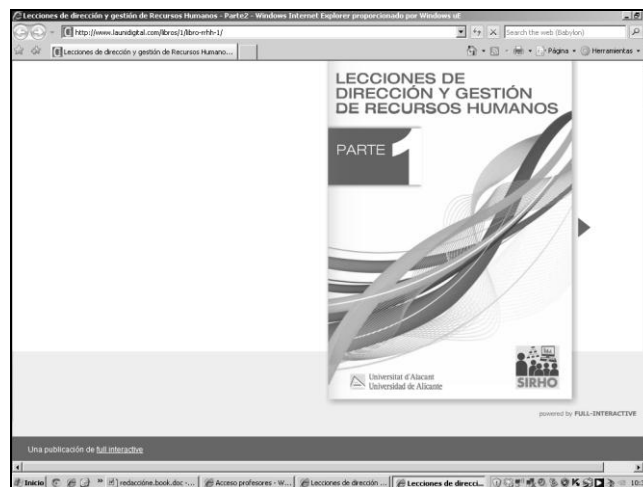 Lecciones de dirección y gestión de Recursos Humanos - Parte2 - Windows Internet Explorer proporcionado por Windows uE
http://www.launidigital.com/libros/1/libro-rrhh-1/
Search the web (Babylon)
Lecciones de dirección y gestión de Recursos Humano...
Página
Herramientas
LECCIONES DE
DIRECCIÓN Y GESTIÓN
DE RECURSOS HUMANOS
PARTE 1
Universitat d'Alacant
Universidad de Alicante
SIRHO
powered by FULL-INTERACTIVE
Una publicación de full interactive
Inicio
redaccióne.book.doc -...
Acceso profesores - W...
Lecciones de dirección ...
Lecciones de direcci...